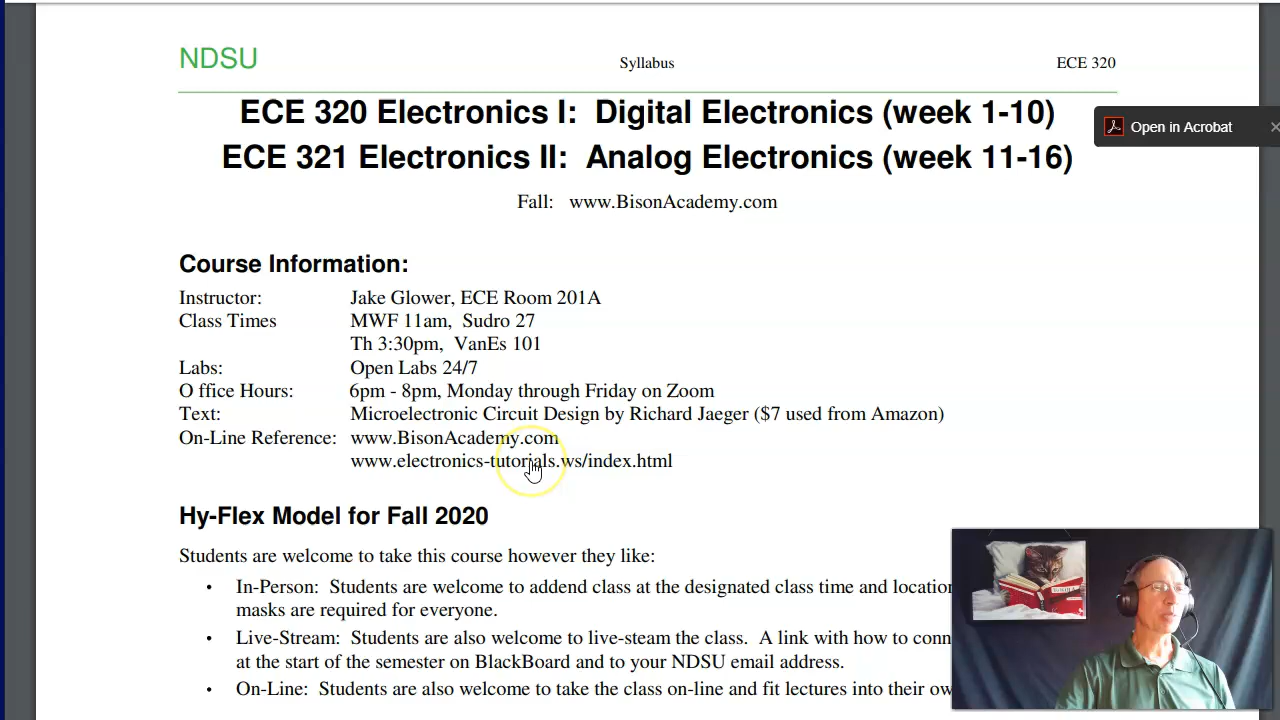 NDSU Syllabus ECE 320
ECE 320 Electronics I: Digital Electronics (week 1-10)
Open in Acrobat
ECE 321 Electronics II: Analog Electronics (week 11-16)
Fall: www.BisonAcademy.com
Course Information:
Instructor: Jake Glower, ECE Room 201A
Class Times MWF 11am, Sudro 27
Th 3:30pm, VanEs 101
Labs: Open Labs 24/7
O ffice Hours: 6pm - 8pm, Monday through Friday on Zoom
Text: Microelectronic Circuit Design by Richard Jaeger ($7 used from Amazon)
On-Line Reference: www.BisonAcademy.com
www.electronics-tutorials.ws/index.html
Hy-Flex Model for Fall 2020
Students are welcome to take this course however they like:
• In-Person: Students are welcome to addend class at the designated class time and location
masks are required for everyone.
• Live-Stream: Students are also welcome to live-steam the class. A link with how to conn
at the start of the semester on BlackBoard and to your NDSU email address.
• On-Line: Students are also welcome to take the class on-line and fit lectures into their ow